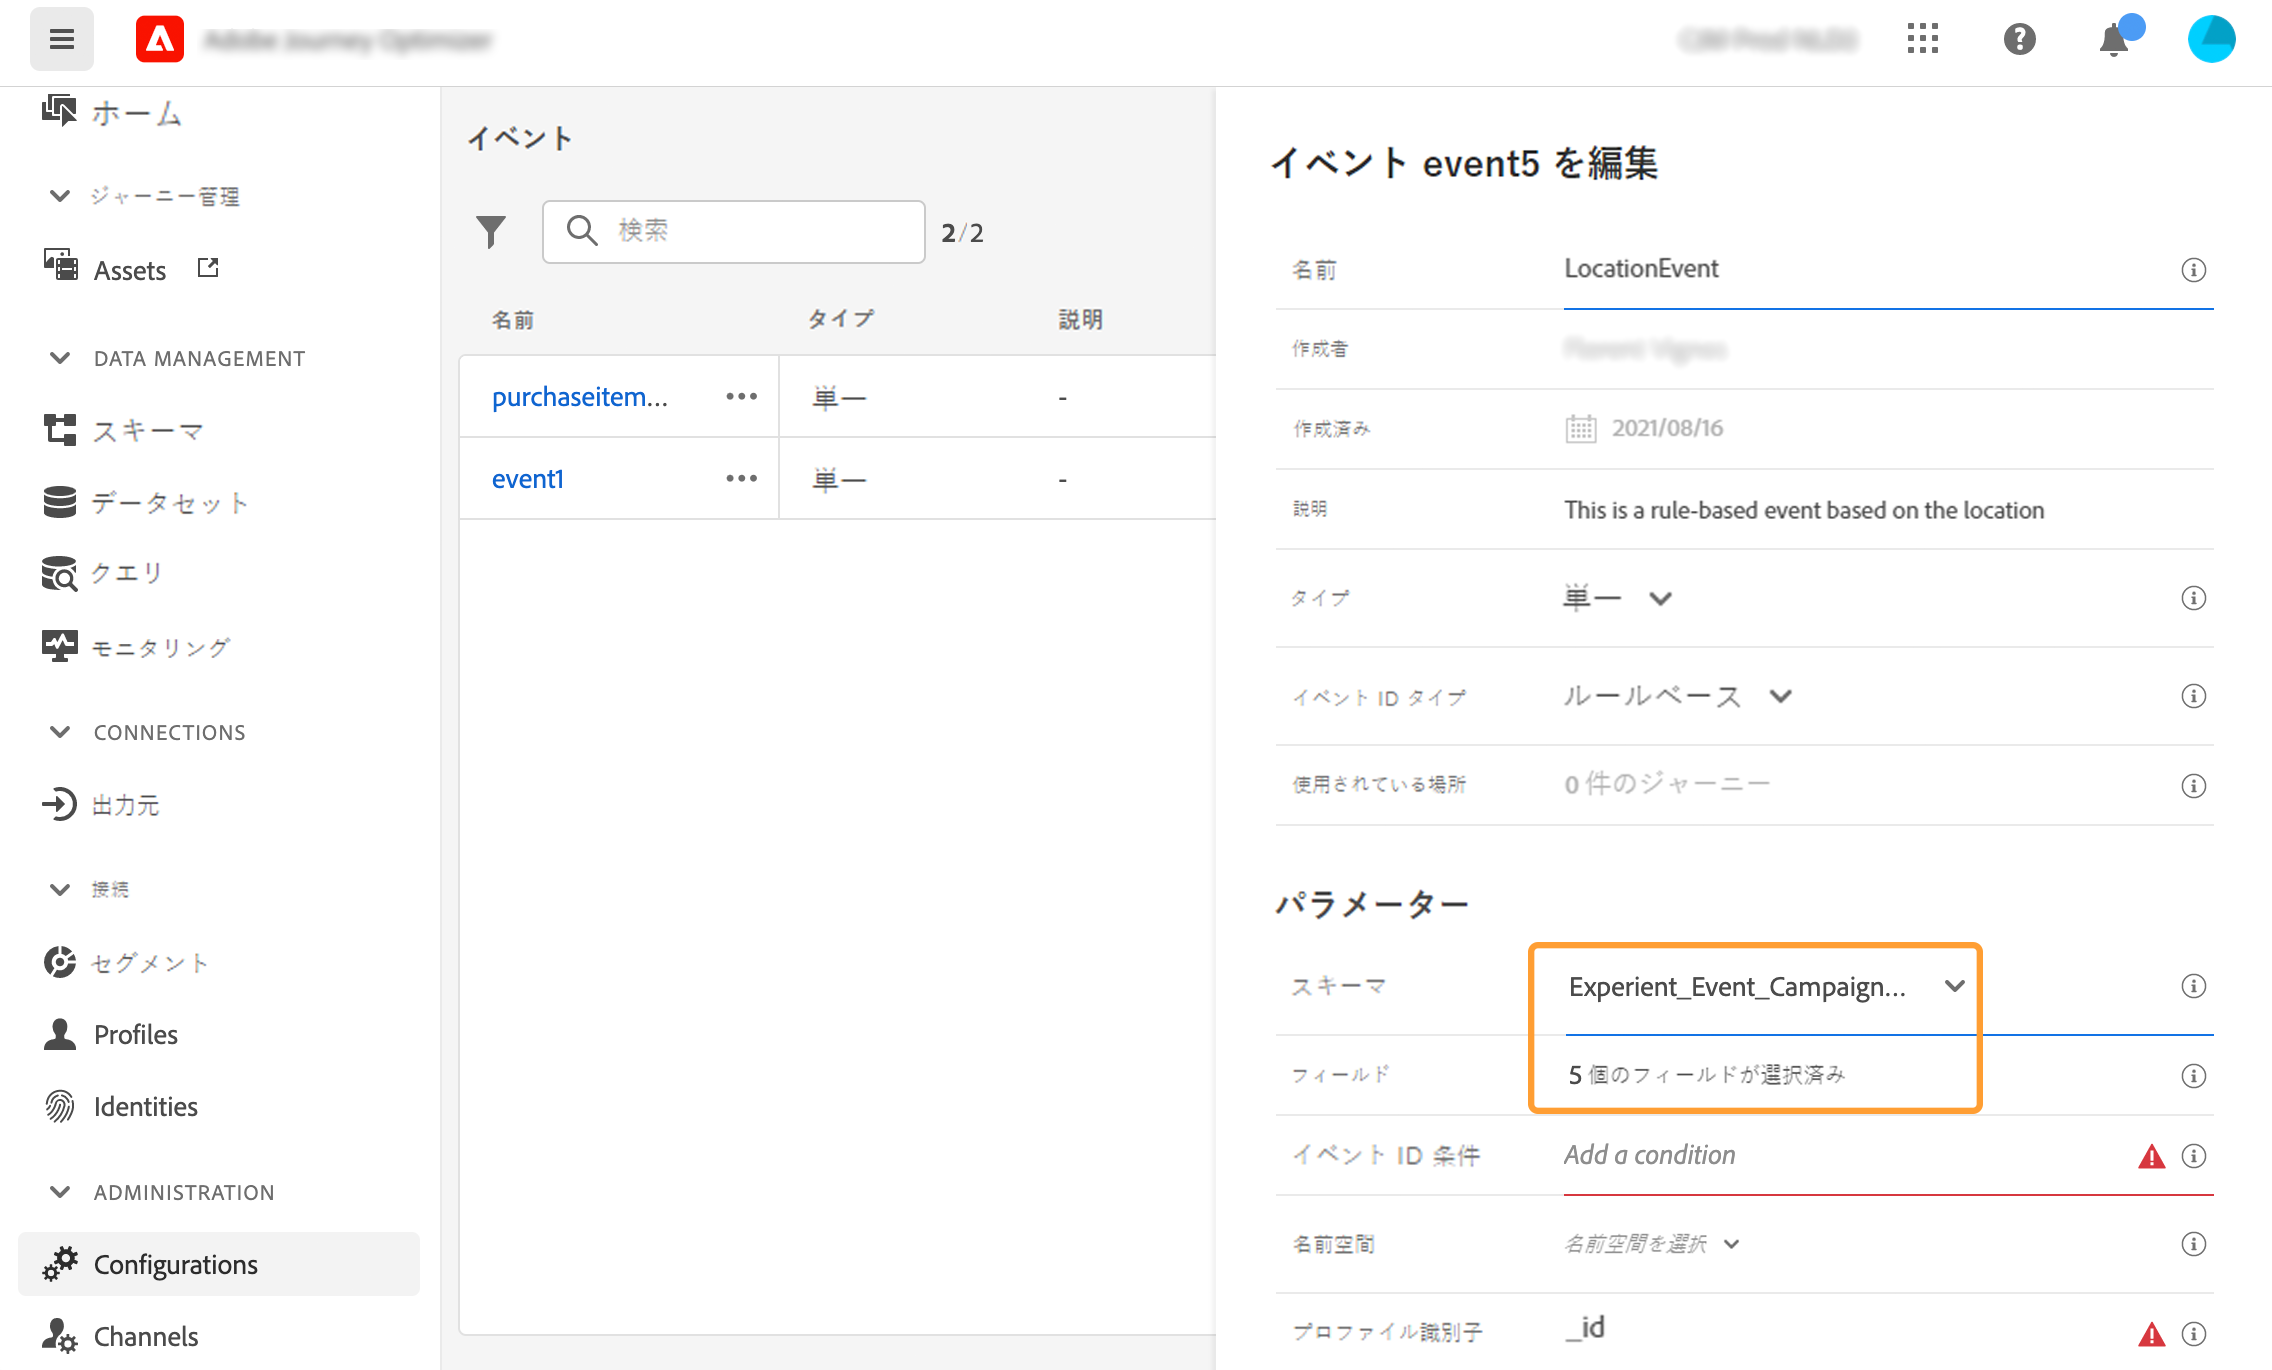 ホーム
ジャーニー管理
Assets
DATA MANAGEMENT
スキーマ
データセット
クエリ
モニタリング
CONNECTIONS
出力元
接続
セグメント
Profiles
Identities
ADMINISTRATION
Configurations
Channels
イベント
検索
2/2
名前 タイプ 説明
purchaseitem... ••• 単一 -
event1 ••• 単一 -
イベント event5 を編集
名前 LocationEvent
作成者
作成済み 2021/08/16
説明 This is a rule-based event based on the location
タイプ 単一
イベント ID タイプ ルールベース
使用されている場所 0 件のジャーニー
パラメーター
スキーマ Experient_Event_Campaign...
フィールド 5 個のフィールドが選択済み
イベント ID 条件 Add a condition
名前空間 名前空間を選択
プロファイル識別子 _id